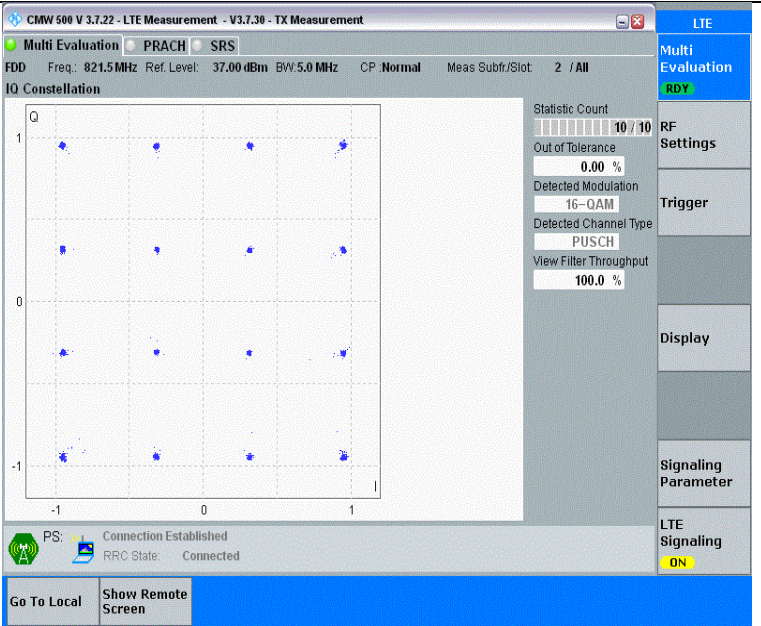 CMW 500 V 3.7.22 - LTE Measurement - V3.7.30 - TX Measurement
LTE
Multi Evaluation PRACH SRS
Multi
Evaluation
RDY
FDD Freq.: 821.5 MHz Ref. Level: 37.00 dBm BW: 5.0 MHz CP :Normal Meas Subfr./Slot: 2 / All
IQ Constellation
Q
1
0
-1
I
-1 0 1
Statistic Count
10 / 10
Out of Tolerance
0.00 %
Detected Modulation
16-QAM
Detected Channel Type
PUSCH
View Filter Throughput
100.0 %
RF
Settings
Trigger
Display
Signaling
Parameter
LTE
Signaling
ON
PS: Connection Established
RRC State: Connected
Go To Local
Show Remote
Screen